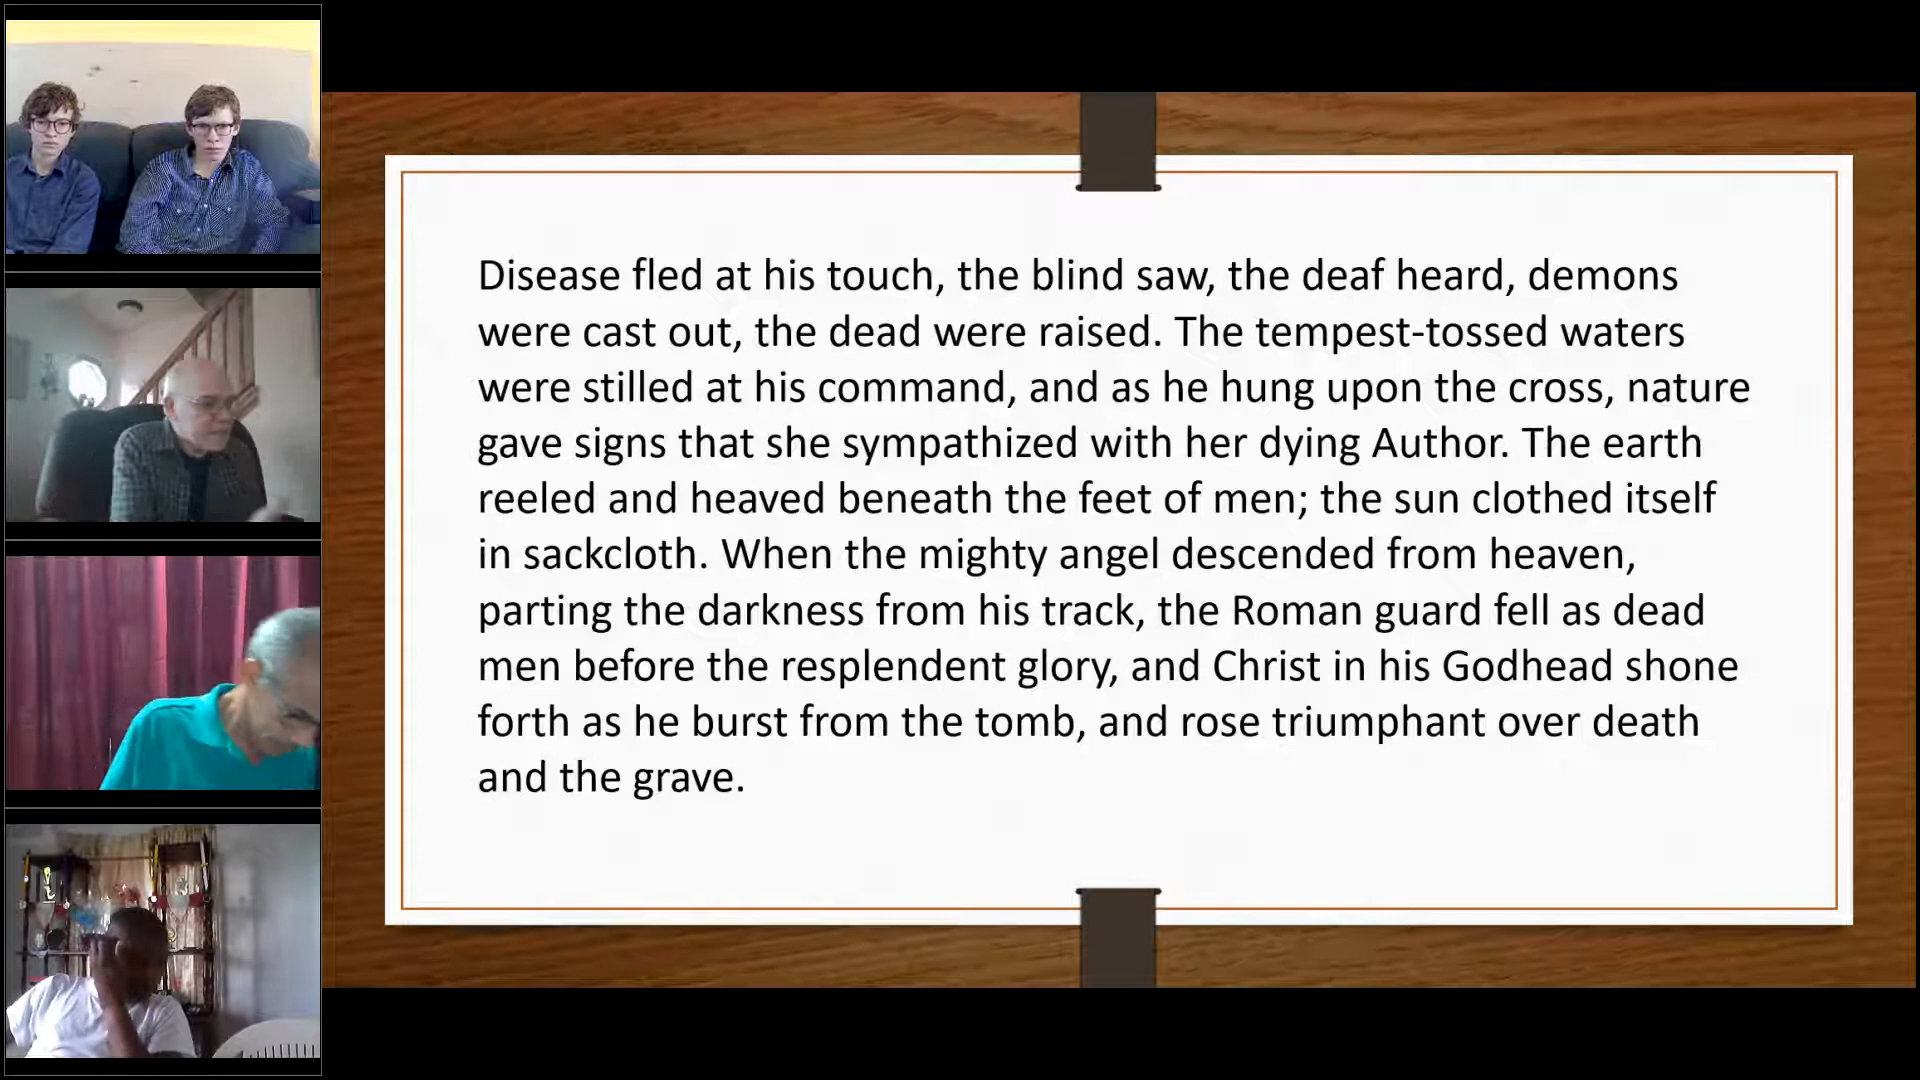 Disease fled at his touch, the blind saw, the deaf heard, demons
were cast out, the dead were raised. The tempest-tossed waters
were stilled at his command, and as he hung upon the cross, nature
gave signs that she sympathized with her dying Author. The earth
reeled and heaved beneath the feet of men; the sun clothed itself
in sackcloth. When the mighty angel descended from heaven,
parting the darkness from his track, the Roman guard fell as dead
men before the resplendent glory, and Christ in his Godhead shone
forth as he burst from the tomb, and rose triumphant over death
and the grave.